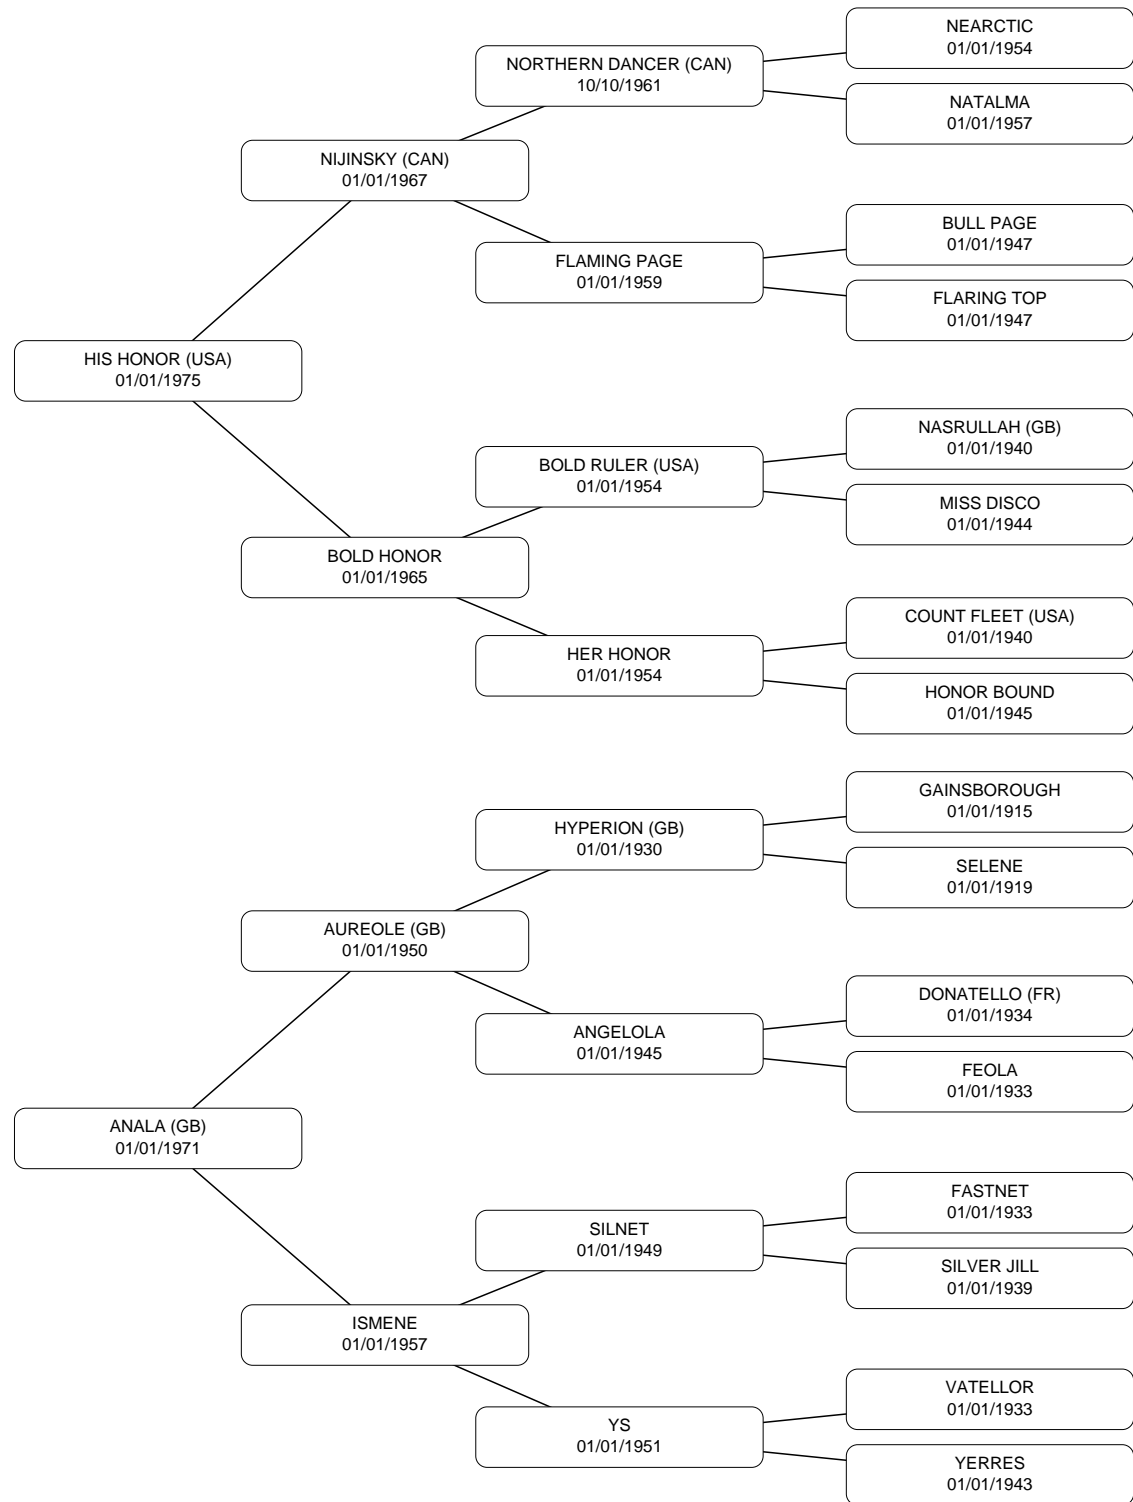 NEARCTIC
01/01/1954
NORTHERN DANCER (CAN)
10/10/1961
NATALMA
01/01/1957
NIJINSKY (CAN)
01/01/1967
BULL PAGE
01/01/1947
FLAMING PAGE
01/01/1959
FLARING TOP
01/01/1947
HIS HONOR (USA)
01/01/1975
NASRULLAH (GB)
01/01/1940
BOLD RULER (USA)
01/01/1954
MISS DISCO
01/01/1944
BOLD HONOR
01/01/1965
COUNT FLEET (USA)
01/01/1940
HER HONOR
01/01/1954
HONOR BOUND
01/01/1945
GAINSBOROUGH
01/01/1915
HYPERION (GB)
01/01/1930
SELENE
01/01/1919
AUREOLE (GB)
01/01/1950
DONATELLO (FR)
01/01/1934
ANGELOLA
01/01/1945
FEOLA
01/01/1933
ANALA (GB)
01/01/1971
FASTNET
01/01/1933
SILNET
01/01/1949
SILVER JILL
01/01/1939
ISMENE
01/01/1957
VATELLOR
01/01/1933
YS
01/01/1951
YERRES
01/01/1943